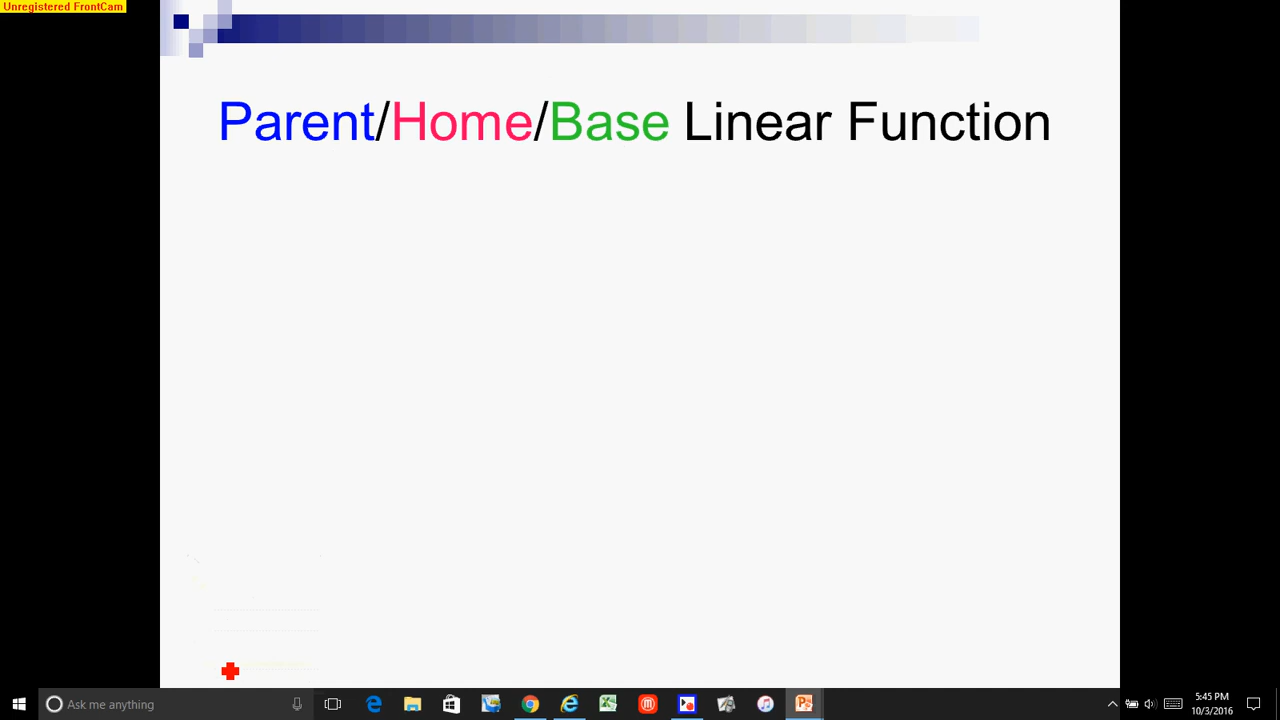 Unregistered FrontCam
Parent/Home/Base Linear Function
Ask me anything
5:45 PM
10/3/2016